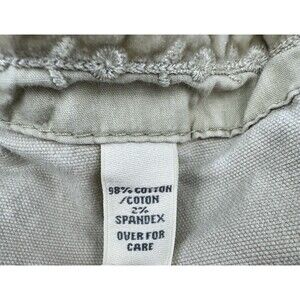 98% COTTON
/COTON
2%
SPANDEX
OVER FOR
CARE